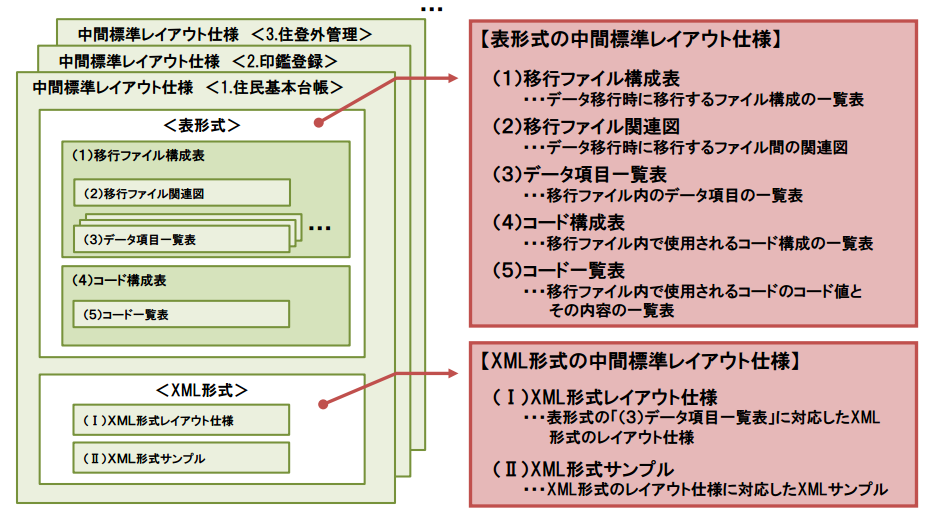 …
中間標準レイアウト仕様 ＜3.住登外管理＞
中間標準レイアウト仕様 ＜2.印鑑登録＞
中間標準レイアウト仕様 ＜1.住民基本台帳＞
＜表形式＞
(1)移行ファイル構成表
(2)移行ファイル関連図
…
(3)データ項目一覧表
(4)コード構成表
(5)コード一覧表
＜XML形式＞
(Ⅰ)XML形式レイアウト仕様
(Ⅱ)XML形式サンプル
【表形式の中間標準レイアウト仕様】
(1)移行ファイル構成表
･･･データ移行時に移行するファイル構成の一覧表
(2)移行ファイル関連図
･･･データ移行時に移行するファイル間の関連図
(3)データ項目一覧表
･･･移行ファイル内のデータ項目の一覧表
(4)コード構成表
･･･移行ファイル内で使用されるコード構成の一覧表
(5)コード一覧表
･･･移行ファイル内で使用されるコードのコード値と
その内容の一覧表
【XML形式の中間標準レイアウト仕様】
(Ⅰ)XML形式レイアウト仕様
･･･表形式の｢(3)データ項目一覧表｣に対応したXML
形式のレイアウト仕様
(Ⅱ)XML形式サンプル
･･･XML形式のレイアウト仕様に対応したXMLサンプル